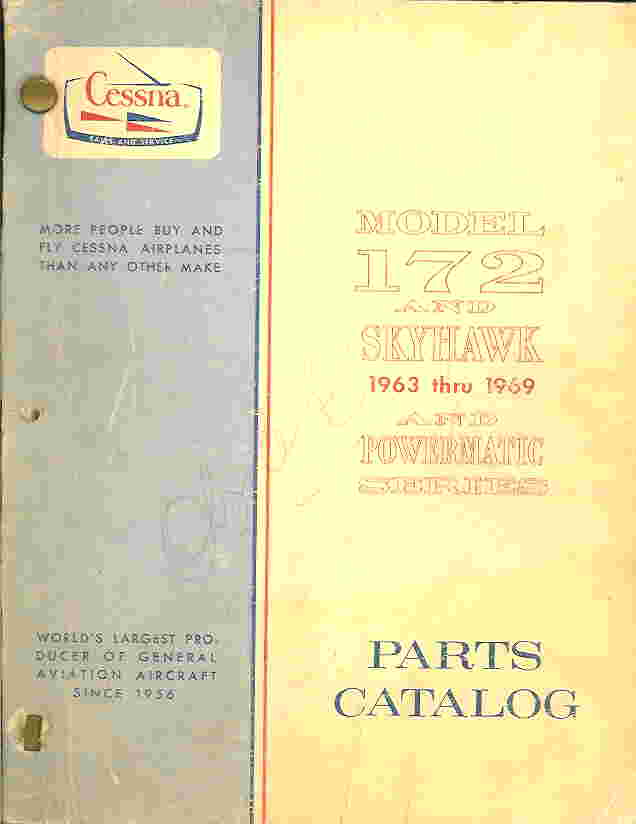 Cessna.
SALES AND SERVICE
MORE PEOPLE BUY AND
FLY CESSNA AIRPLANES
THAN ANY OTHER MAKE
WORLD'S LARGEST PRO-
DUCER OF GENERAL
AVIATION AIRCRAFT
SINCE 1956
MODEL
172
AND
SKYHAWK
1963 thru 1969
AND
POWERMATIC
SERIES
PARTS
CATALOG